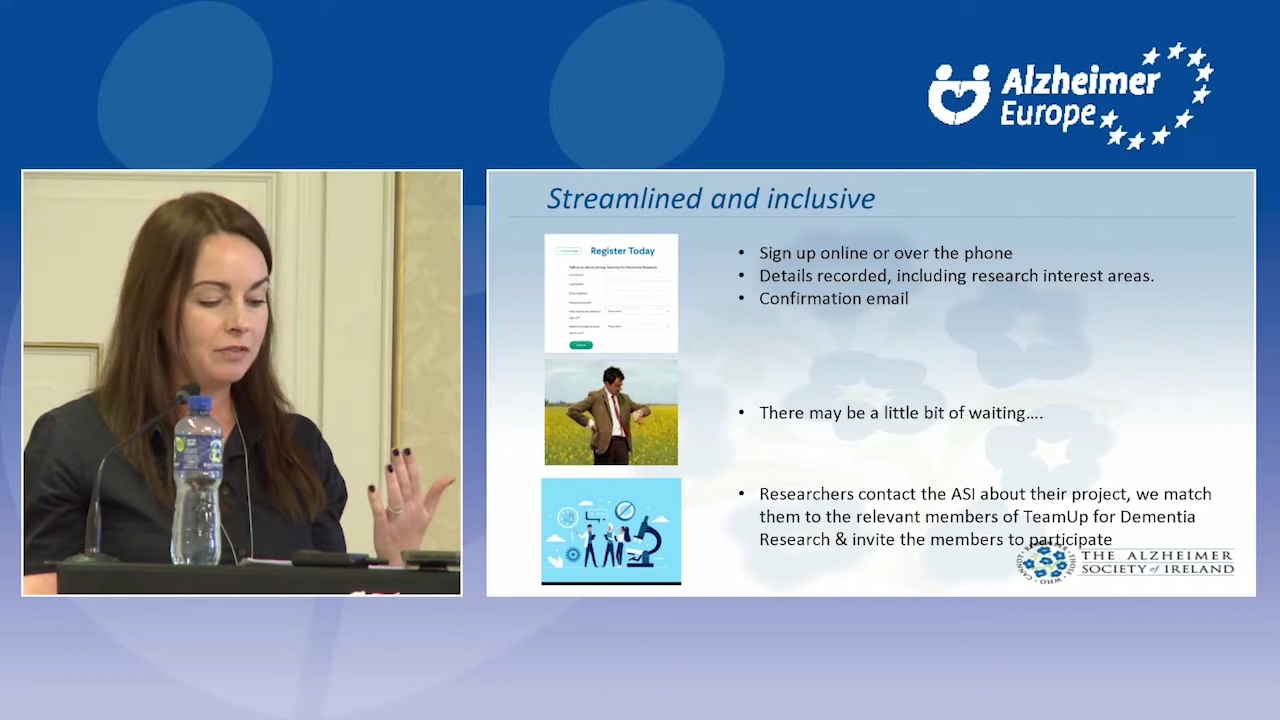 Alzheimer
Europe
Streamlined and inclusive
Register Today
• Sign up online or over the phone
• Details recorded, including research interest areas.
• Confirmation email
• There may be a little bit of waiting....
• Researchers contact the ASI about their project, we match
them to the relevant members of TeamUp for Dementia
Research & invite the members to participate
THE ALZHEIMER
SOCIETY of IRELAND